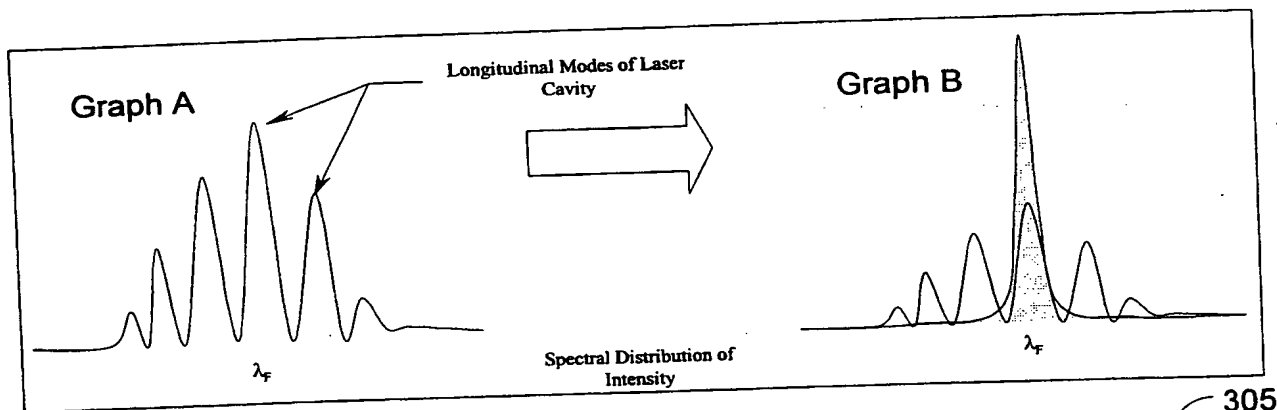 Graph A
Longitudinal Modes of Laser
Cavity
Graph B
λF
Spectral Distribution of
Intensity
λF
305